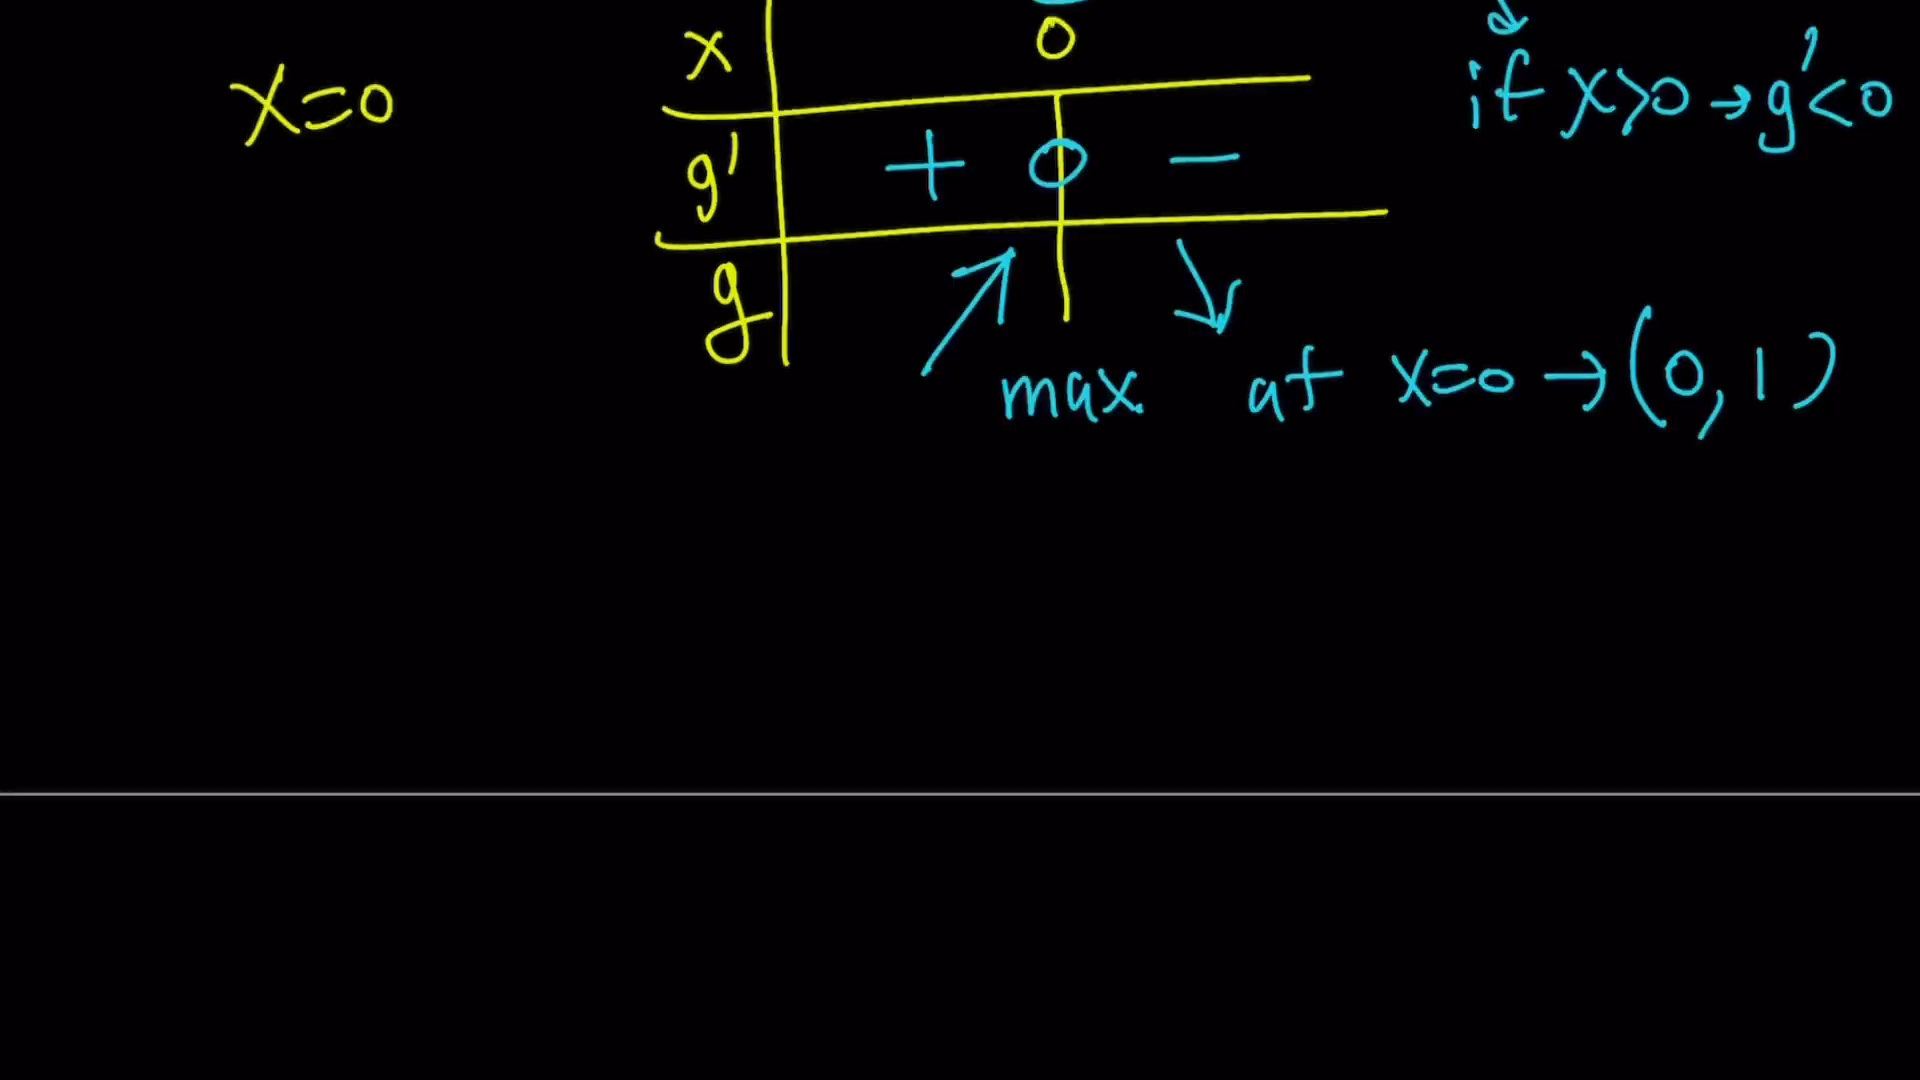 x 0
X=0
if x>0→g'<0
g' + 0 -
g
max at x=0→(0,1)